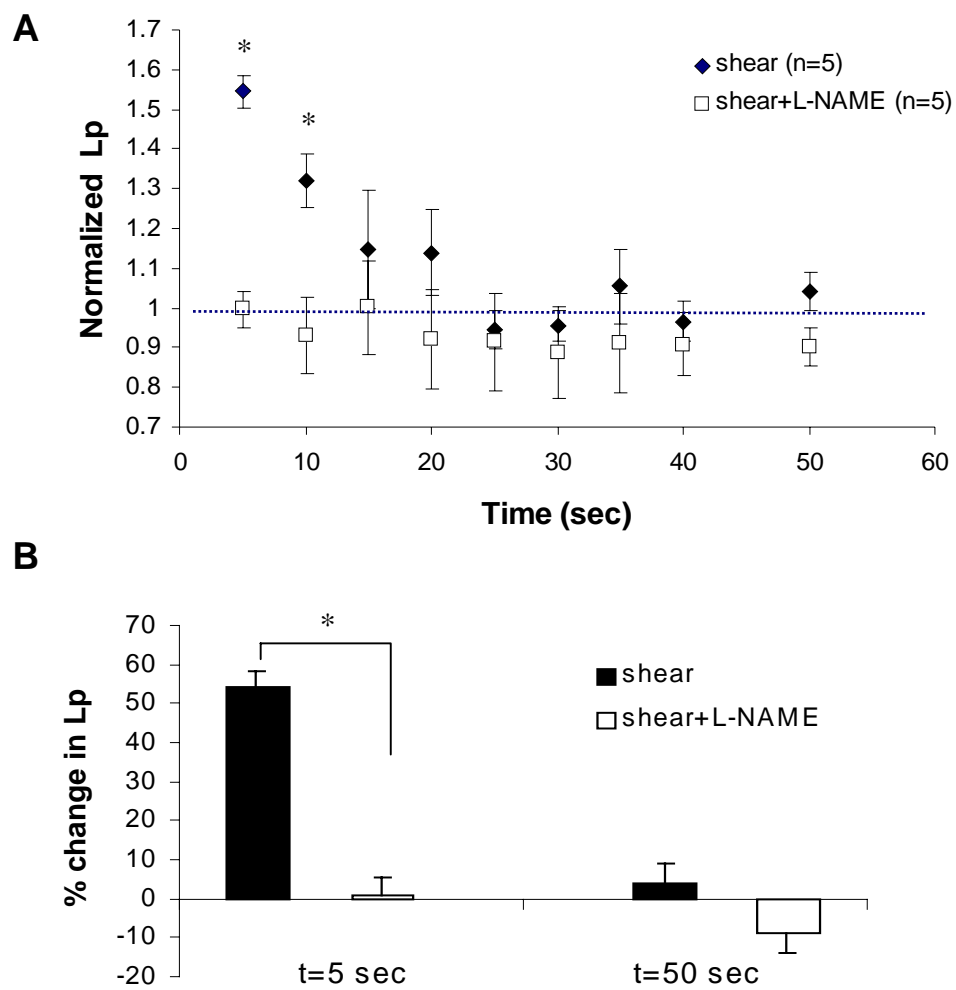 A
1.7
1.6
1.5
1.4
1.3
1.2
1.1
1
0.9
0.8
0.7
Normalized Lp
*
*
shear (n=5)
shear+L-NAME (n=5)
0 10 20 30 40 50 60
Time (sec)
B
70
60
50
40
30
20
10
0
-10
-20
% change in Lp
*
shear
shear+L-NAME
t=5 sec t=50 sec